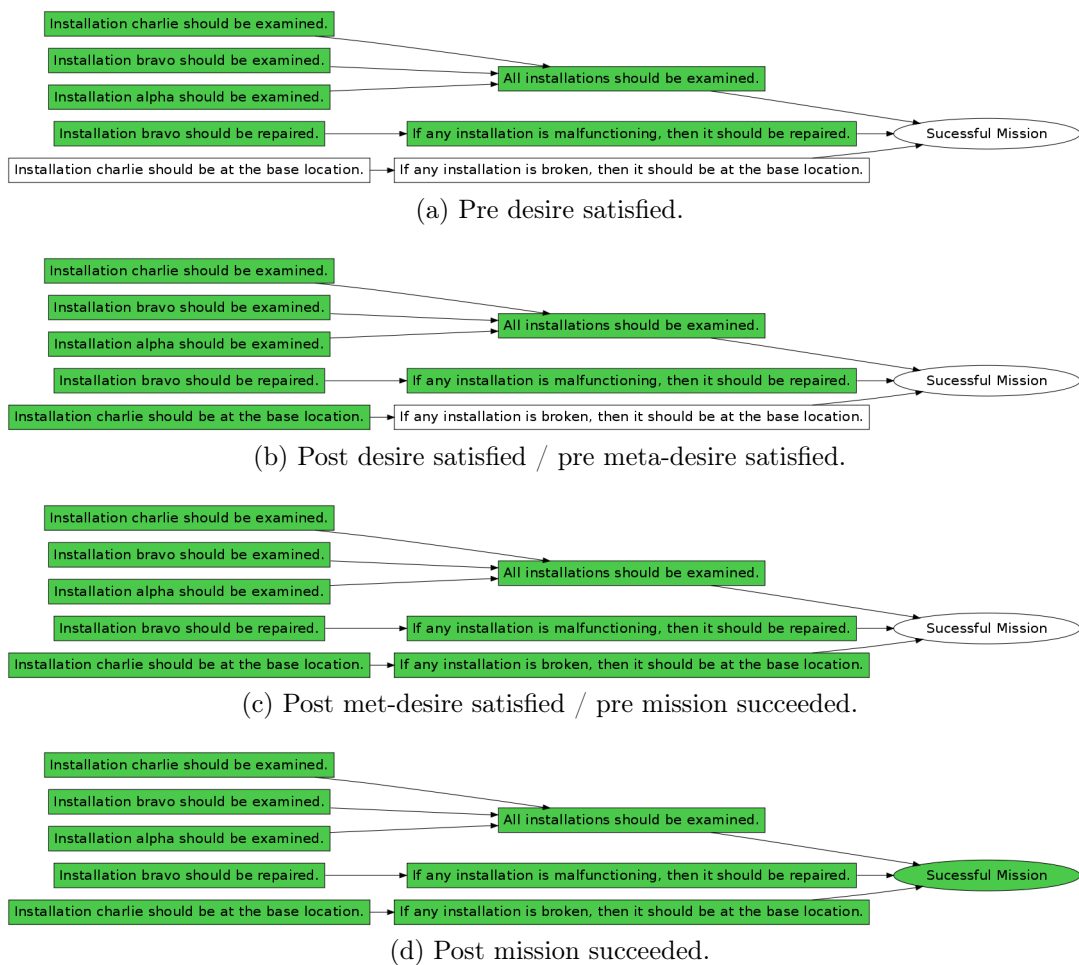 Installation charlie should be examined.
Installation bravo should be examined.
All installations should be examined.
Installation alpha should be examined.
Installation bravo should be repaired.
If any installation is malfunctioning, then it should be repaired.
Sucessful Mission
Installation charlie should be at the base location.
If any installation is broken, then it should be at the base location.
(a) Pre desire satisfied.
Installation charlie should be examined.
Installation bravo should be examined.
All installations should be examined.
Installation alpha should be examined.
Installation bravo should be repaired.
If any installation is malfunctioning, then it should be repaired.
Sucessful Mission
Installation charlie should be at the base location.
If any installation is broken, then it should be at the base location.
(b) Post desire satisfied / pre meta-desire satisfied.
Installation charlie should be examined.
Installation bravo should be examined.
All installations should be examined.
Installation alpha should be examined.
Installation bravo should be repaired.
If any installation is malfunctioning, then it should be repaired.
Sucessful Mission
Installation charlie should be at the base location.
If any installation is broken, then it should be at the base location.
(c) Post met-desire satisfied / pre mission succeeded.
Installation charlie should be examined.
Installation bravo should be examined.
All installations should be examined.
Installation alpha should be examined.
Installation bravo should be repaired.
If any installation is malfunctioning, then it should be repaired.
Sucessful Mission
Installation charlie should be at the base location.
If any installation is broken, then it should be at the base location.
(d) Post mission succeeded.